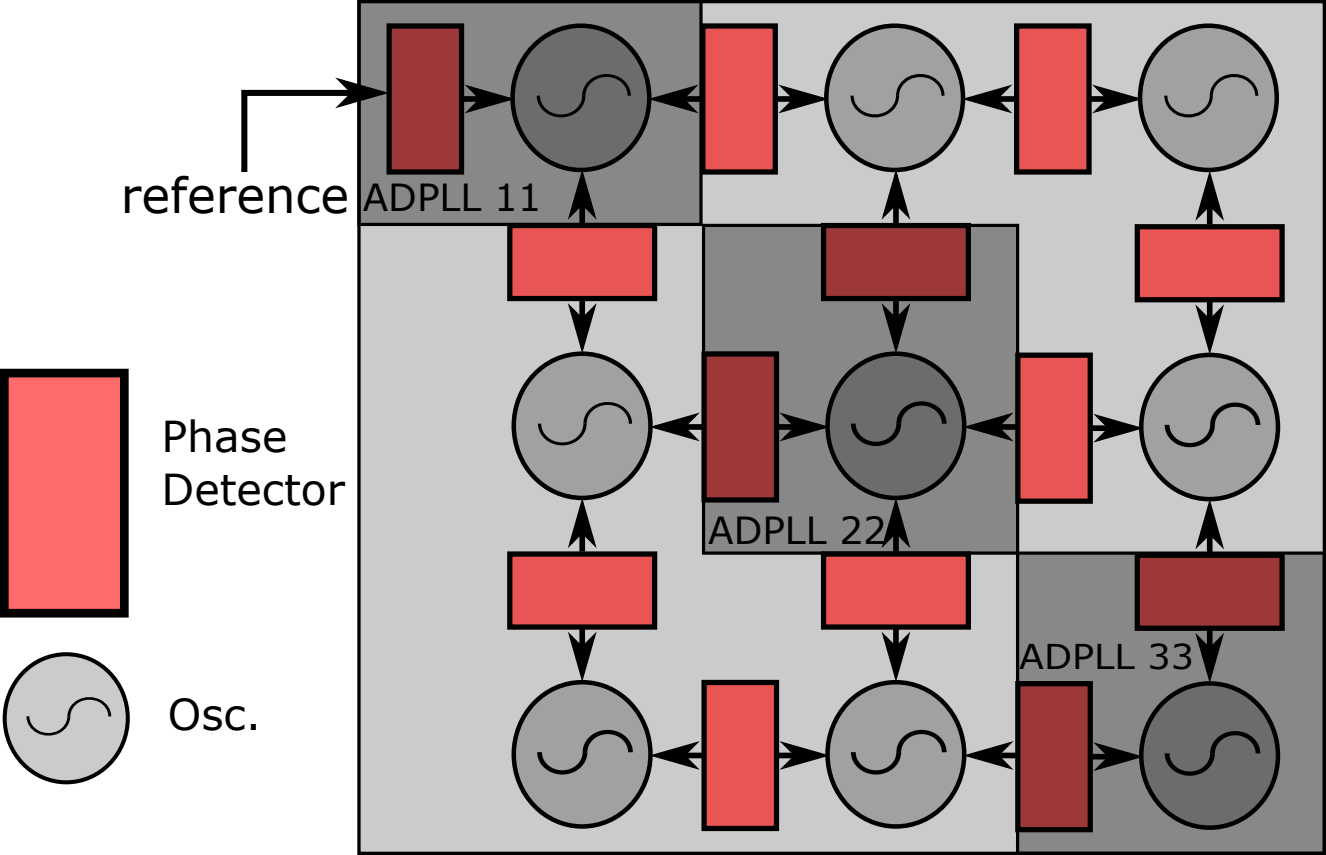 reference
ADPLL 11
Phase
Detector
ADPLL 22
ADPLL 33
Osc.